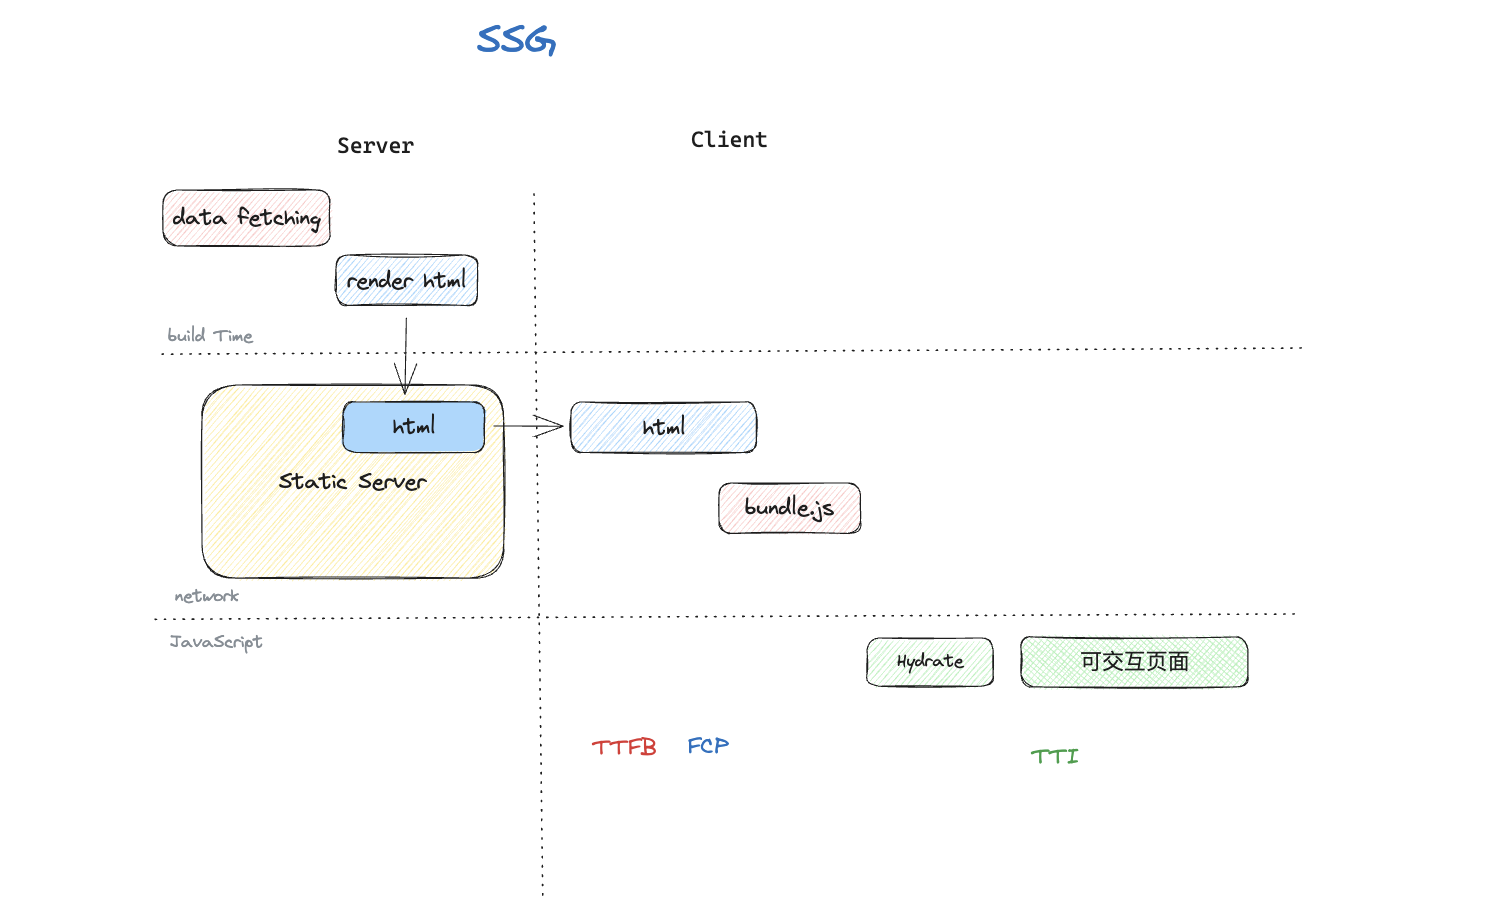 SSG
Server
Client
data fetching
render html
build Time
html
html
Static Server
bundle.js
network
JavaScript
Hydrate
可交互页面
TTFB
FCP
TTI